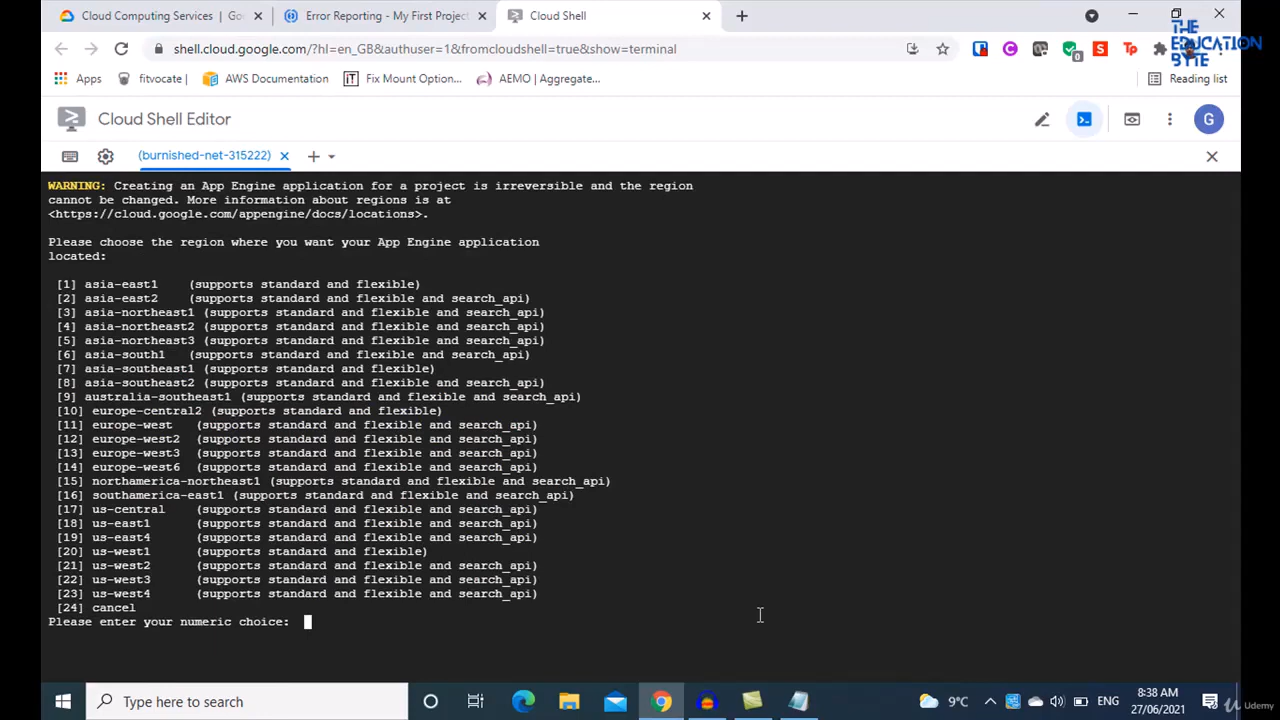 Cloud Computing Services | Go
Error Reporting - My First Project
Cloud Shell
THE EDUCATION BYTE
shell.cloud.google.com/?hl=en_GB&authuser=1&fromcloudshell=true&show=terminal
Apps fitvocate AWS Documentation Fix Mount Option... AEMO | Aggregate... Reading list
Cloud Shell Editor G
(burnished-net-315222)
WARNING: Creating an App Engine application for a project is irreversible and the region
cannot be changed. More information about regions is at
<https://cloud.google.com/appengine/docs/locations>.
Please choose the region where you want your App Engine application
located:
[1] asia-east1 (supports standard and flexible)
[2] asia-east2 (supports standard and flexible and search_api)
[3] asia-northeast1 (supports standard and flexible and search_api)
[4] asia-northeast2 (supports standard and flexible and search_api)
[5] asia-northeast3 (supports standard and flexible and search_api)
[6] asia-south1 (supports standard and flexible and search_api)
[7] asia-southeast1 (supports standard and flexible)
[8] asia-southeast2 (supports standard and flexible and search_api)
[9] australia-southeast1 (supports standard and flexible and search_api)
[10] europe-central2 (supports standard and flexible)
[11] europe-west (supports standard and flexible and search_api)
[12] europe-west2 (supports standard and flexible and search_api)
[13] europe-west3 (supports standard and flexible and search_api)
[14] europe-west6 (supports standard and flexible and search_api)
[15] northamerica-northeast1 (supports standard and flexible and search_api)
[16] southamerica-east1 (supports standard and flexible and search_api)
[17] us-central (supports standard and flexible and search_api)
[18] us-east1 (supports standard and flexible and search_api)
[19] us-east4 (supports standard and flexible and search_api)
[20] us-west1 (supports standard and flexible)
[21] us-west2 (supports standard and flexible and search_api)
[22] us-west3 (supports standard and flexible and search_api)
[23] us-west4 (supports standard and flexible and search_api)
[24] cancel
Please enter your numeric choice:
Type here to search
9°C
ENG
8:38 AM
27/06/2021
Udemy